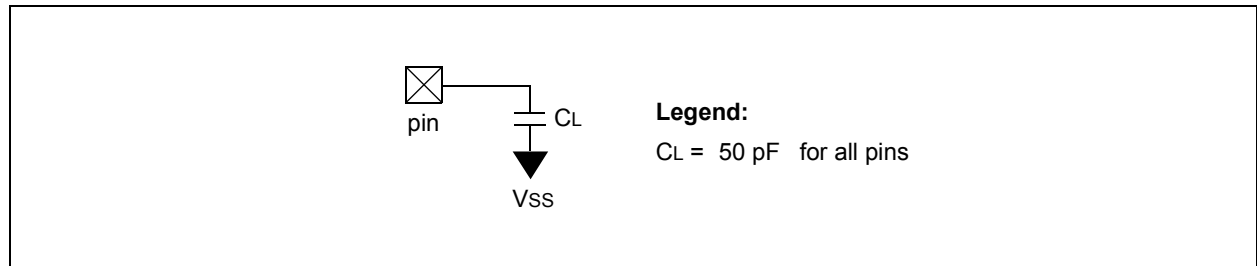 pin
CL
VSS
Legend:
CL = 50 pF for all pins